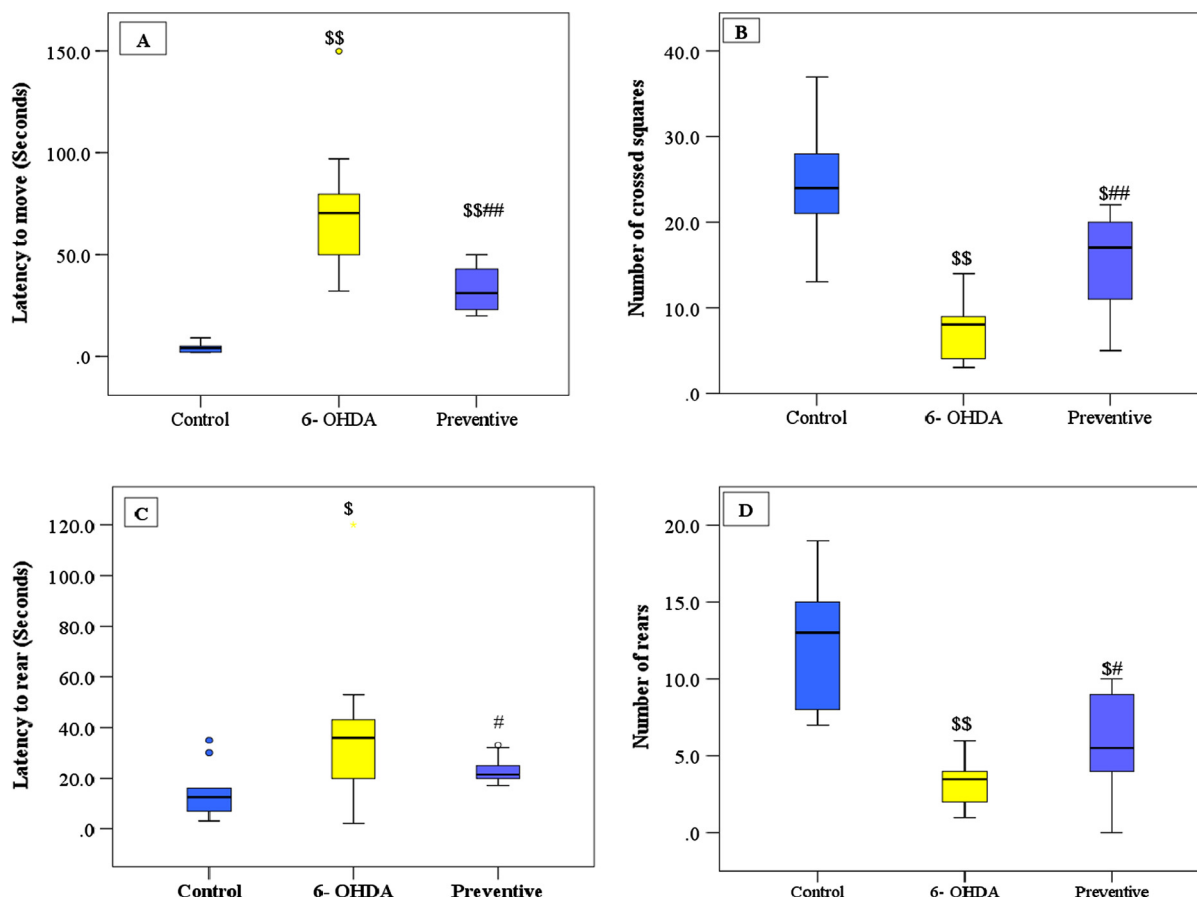 A
Latency to move (Seconds)
150.0
100.0
50.0
.0
$$
$$##
Control
6- OHDA
Preventive
B
Number of crossed squares
40.0
30.0
20.0
10.0
.0
$$
$##
Control
6- OHDA
Preventive
C
Latency to rear (Seconds)
120.0
100.0
80.0
60.0
40.0
20.0
.0
$
#
Control
6- OHDA
Preventive
D
Number of rears
20.0
15.0
10.0
5.0
.0
$$
$#
Control
6- OHDA
Preventive